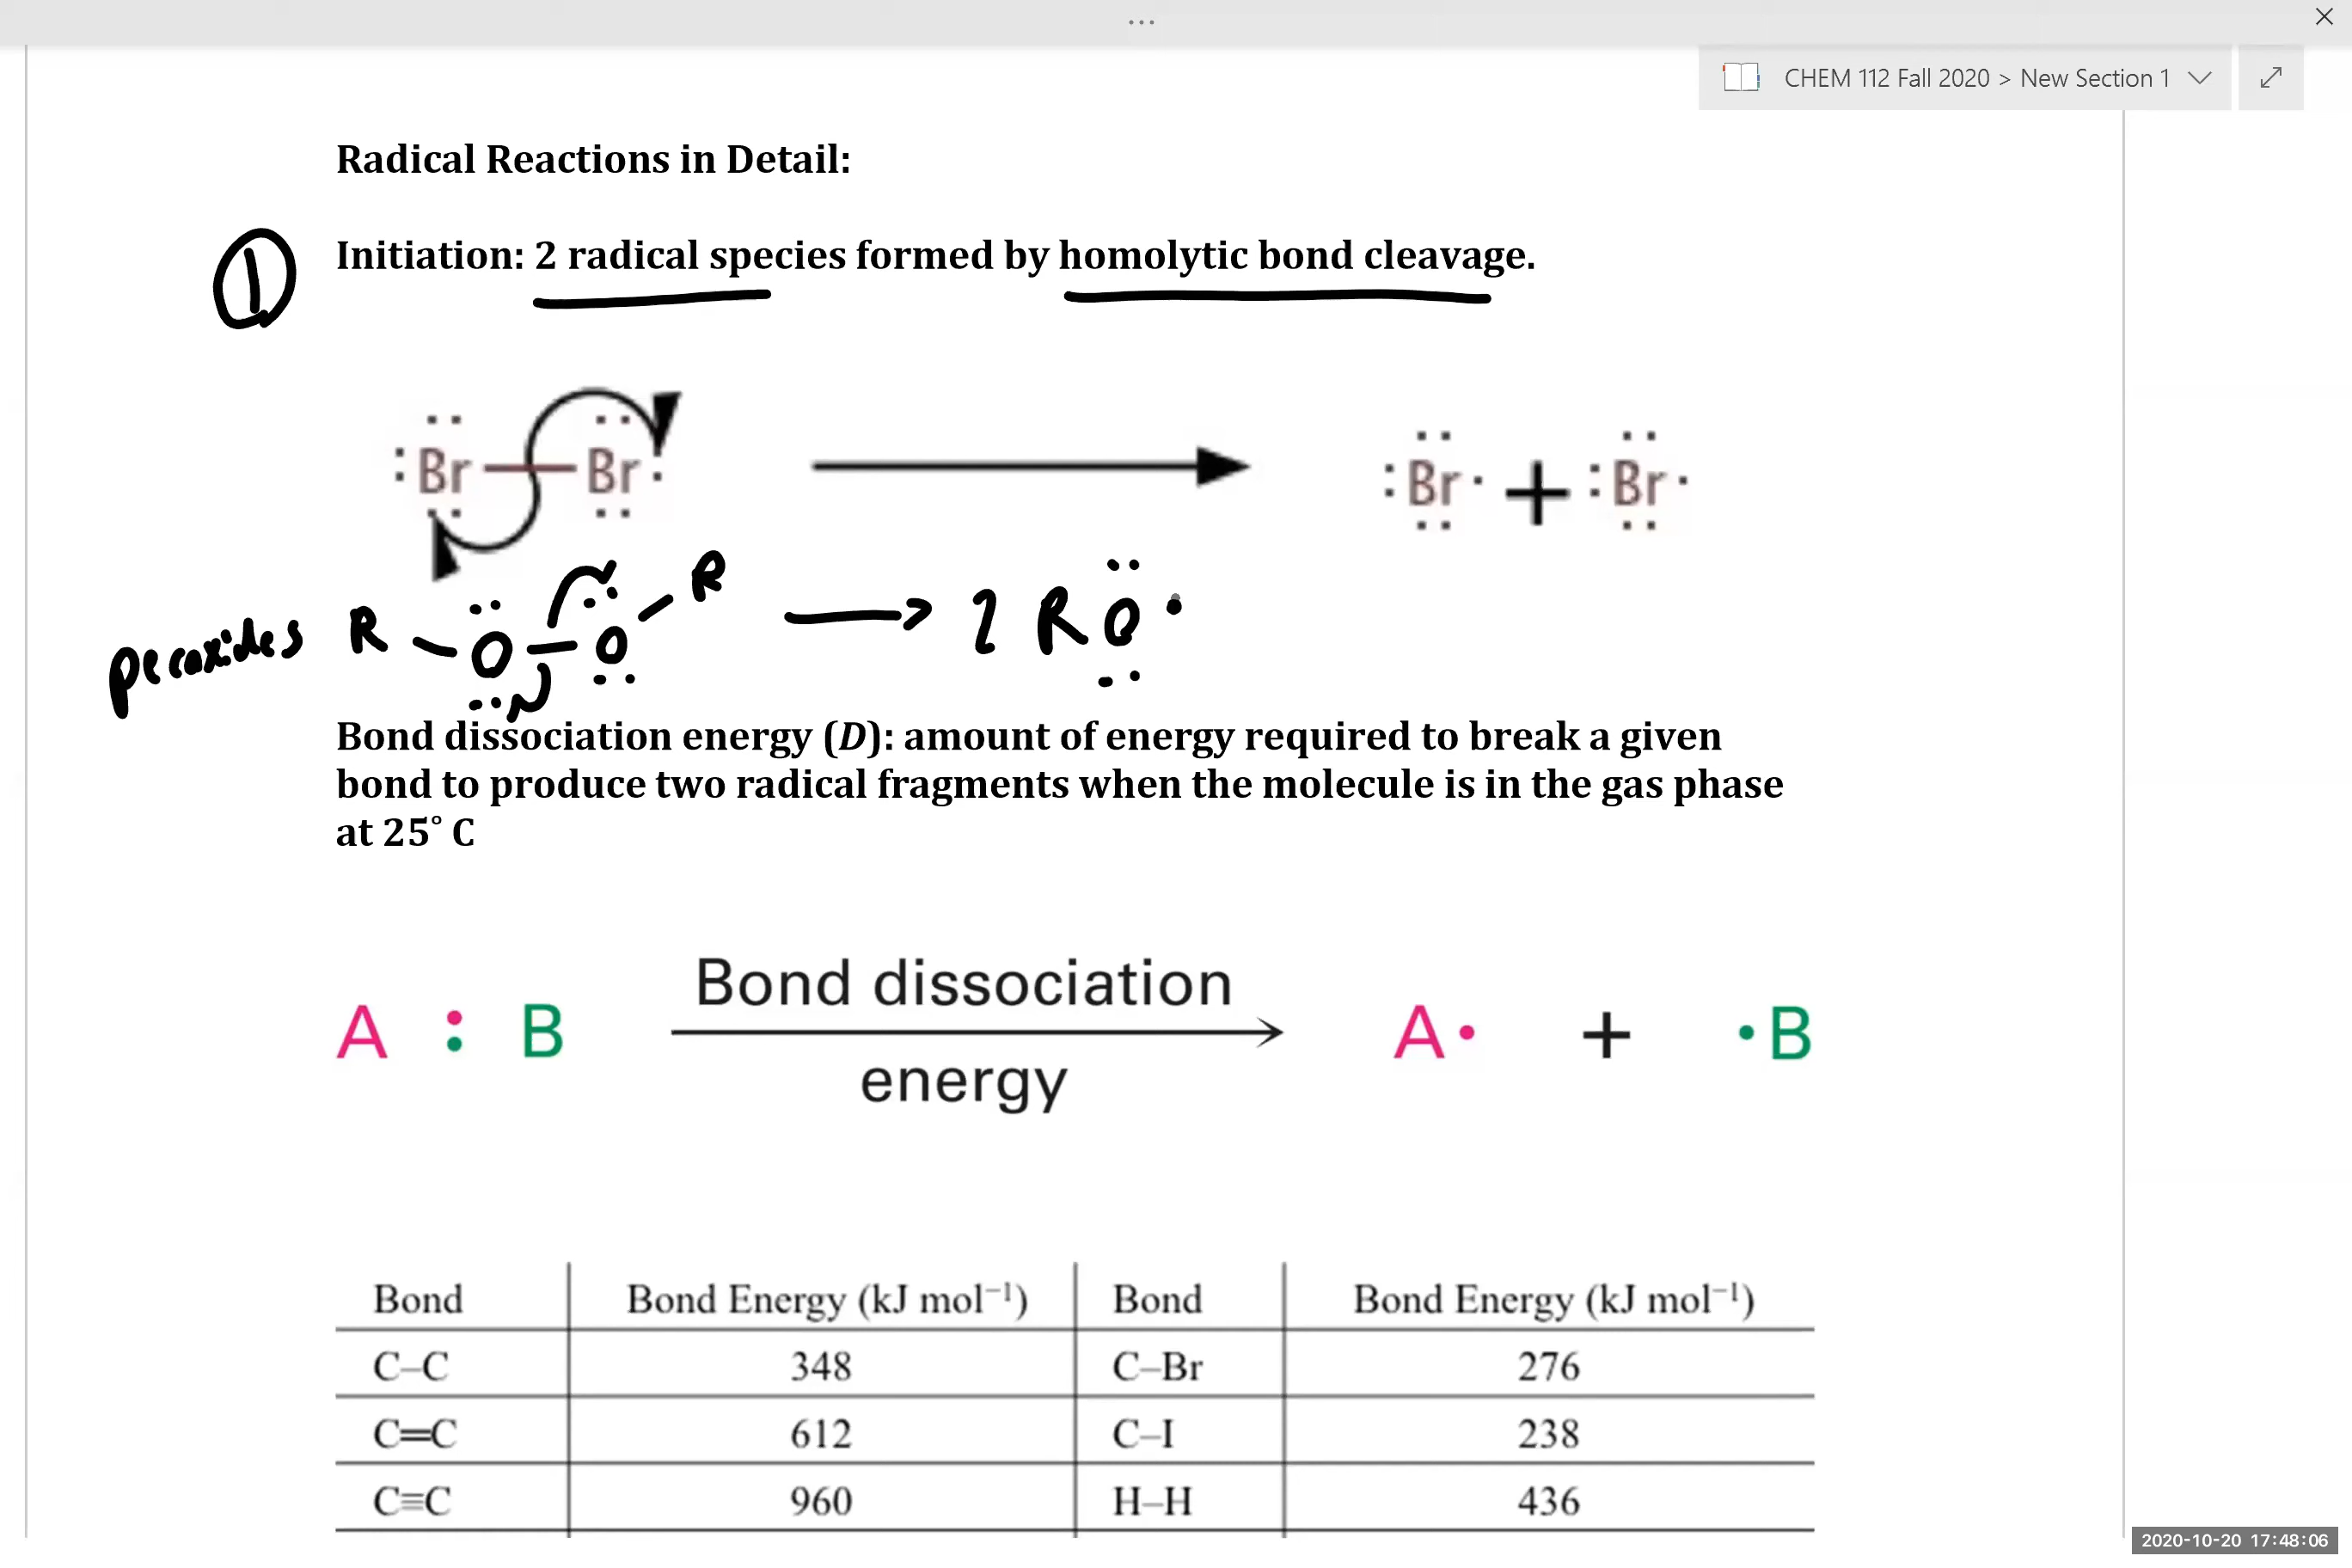 ...
CHEM 112 Fall 2020 > New Section 1
Radical Reactions in Detail:
1 Initiation: 2 radical species formed by homolytic bond cleavage.
:Br—Br: :Br· + :Br·
peroxides R-O-O-R → 2 RO·
Bond dissociation energy (D): amount of energy required to break a given
bond to produce two radical fragments when the molecule is in the gas phase
at 25° C
Bond dissociation
A : B A· + ·B
energy
Bond Bond Energy (kJ mol⁻¹) Bond Bond Energy (kJ mol⁻¹)
C–C 348 C–Br 276
C=C 612 C–I 238
C≡C 960 H–H 436
2020-10-20 17:48:06